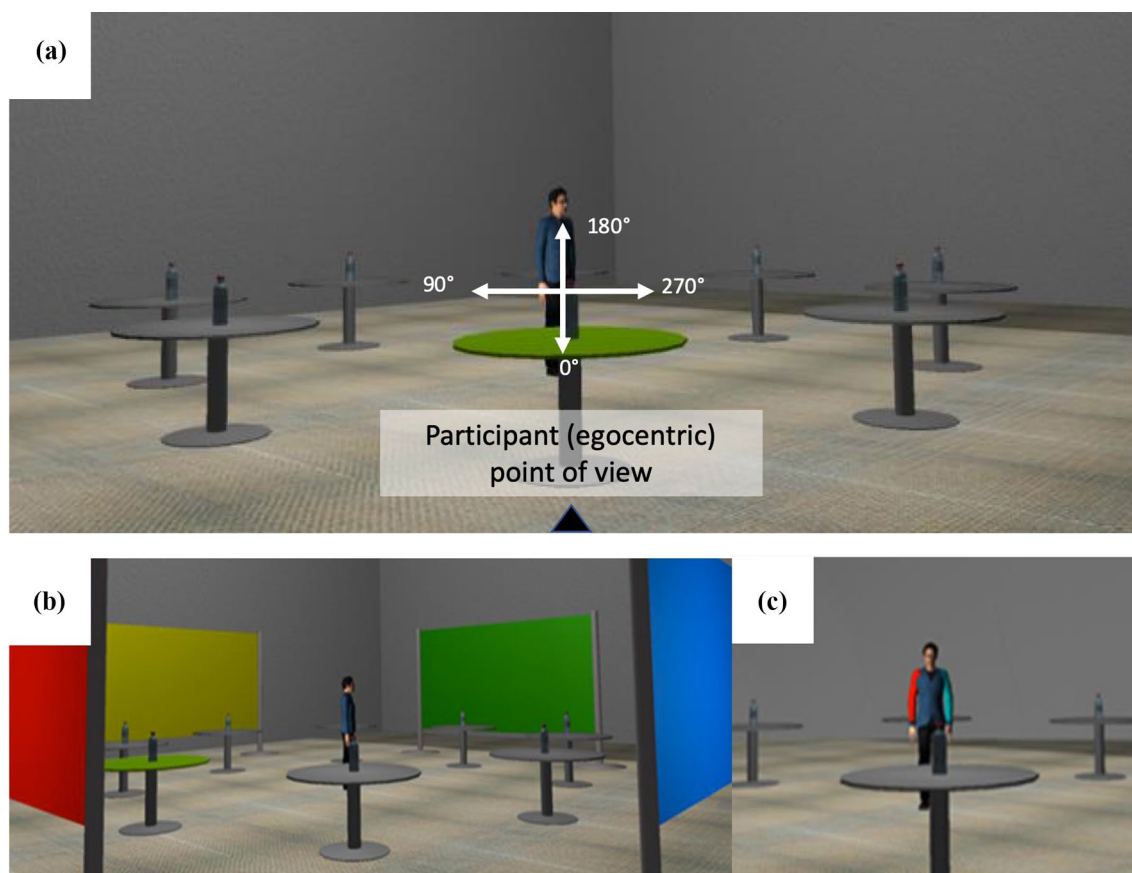 (a)
180°
90°
270°
0°
Participant (egocentric)
point of view
(b)
(c)